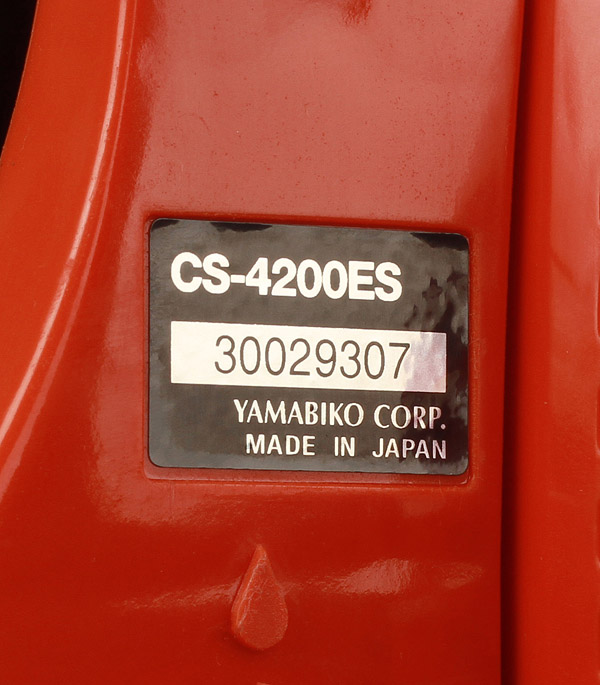 CS-4200ES
30029307
YAMABIKO CORP.
MADE IN JAPAN